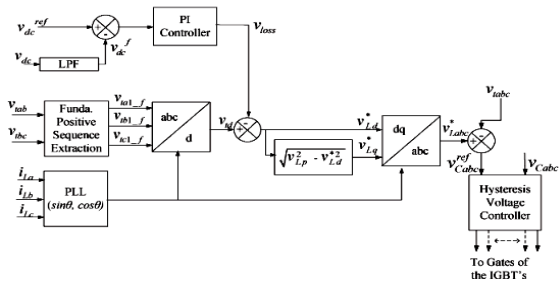 v_dc^ref
v_dc^f
v_dc
LPF
PI
Controller
v_loss
v_tab
v_tbc
Funda.
Positive
Sequence
Extraction
v_ta1_f
v_tb1_f
v_tc1_f
abc
d
v_td
v*_Ld
√(v²_Lp - v*²_Ld)
v*_Lq
dq
abc
v*_Labc
v_tabc
v_Cabc^ref
v_Cabc
i_La
i_Lb
i_Lc
PLL
(sinθ, cosθ)
Hysteresis
Voltage
Controller
To Gates of
the IGBT's